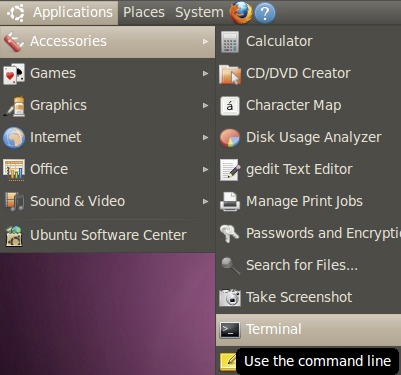 Applications Places System
Accessories
Games
Graphics
Internet
Office
Sound & Video
Ubuntu Software Center
Calculator
CD/DVD Creator
á Character Map
Disk Usage Analyzer
gedit Text Editor
Manage Print Jobs
Passwords and Encrypti
Search for Files...
Take Screenshot
Terminal
Use the command line